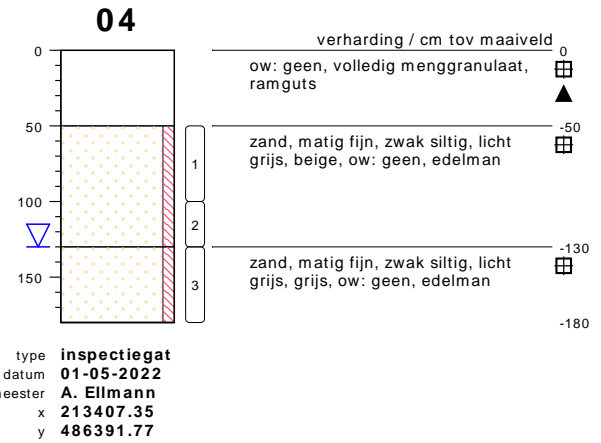 04
verharding / cm tov maaiveld
0
0
ow: geen, volledig menggranulaat,
ramguts
50
-50
zand, matig fijn, zwak siltig, licht
grijs, beige, ow: geen, edelman
1
100
2
-130
zand, matig fijn, zwak siltig, licht
grijs, grijs, ow: geen, edelman
150
3
-180
type inspectiegat
datum 01-05-2022
eester A. Ellmann
x 213407.35
y 486391.77